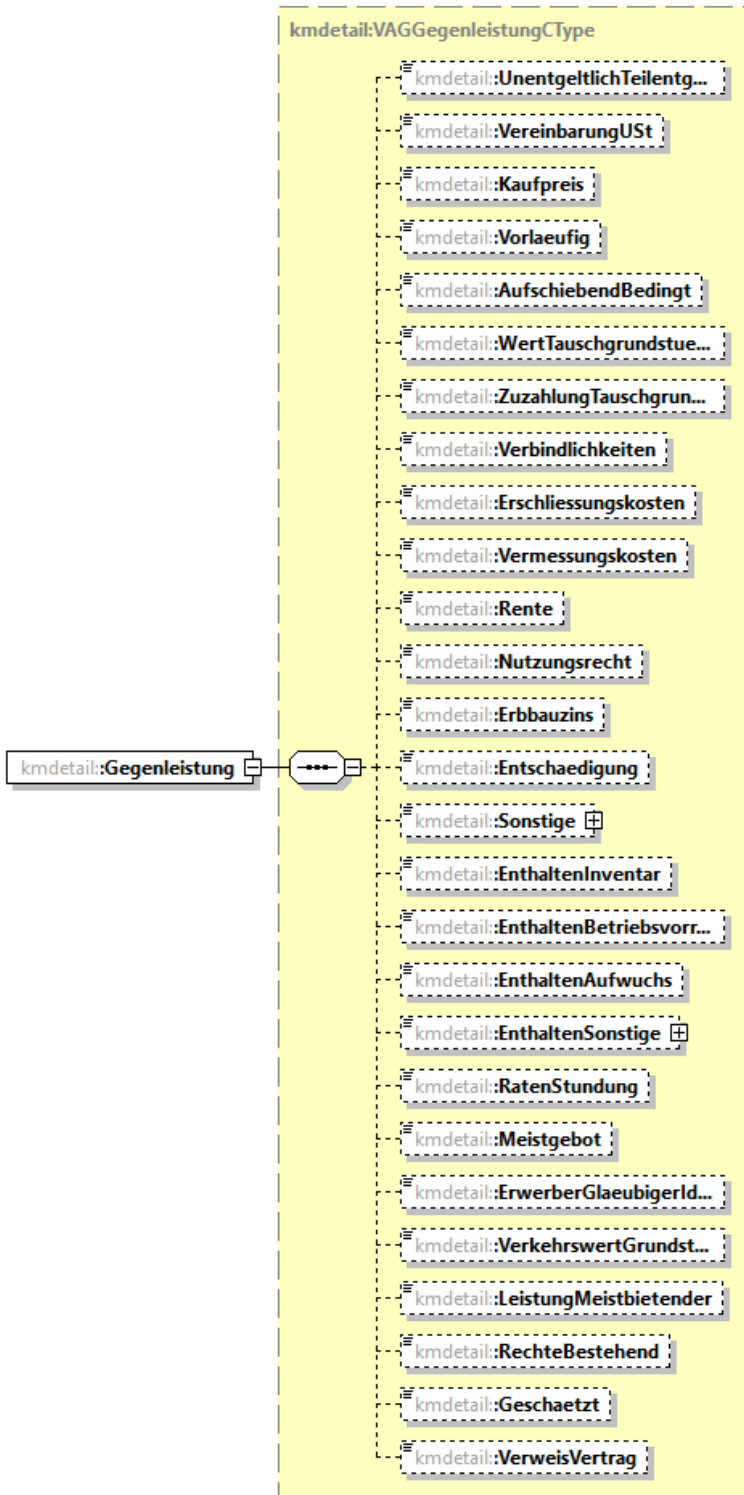 kmdetail:VAGGegenleistungCType
kmdetail::UnentgeltlichTeilentg...
kmdetail::VereinbarungUSt
kmdetail::Kaufpreis
kmdetail::Vorlaeufig
kmdetail::AufschiebendBedingt
kmdetail::WertTauschgrundstue...
kmdetail::ZuzahlungTauschgrun...
kmdetail::Verbindlichkeiten
kmdetail::Erschliessungskosten
kmdetail::Vermessungskosten
kmdetail::Rente
kmdetail::Nutzungsrecht
kmdetail::Erbbauzins
kmdetail::Gegenleistung
kmdetail::Entschaedigung
kmdetail::Sonstige
kmdetail::EnthaltenInventar
kmdetail::EnthaltenBetriebsvorr...
kmdetail::EnthaltenAufwuchs
kmdetail::EnthaltenSonstige
kmdetail::RatenStundung
kmdetail::Meistgebot
kmdetail::ErwerberGlaeubigerId...
kmdetail::VerkehrswertGrundst...
kmdetail::LeistungMeistbietender
kmdetail::RechteBestehend
kmdetail::Geschaetzt
kmdetail::VerweisVertrag